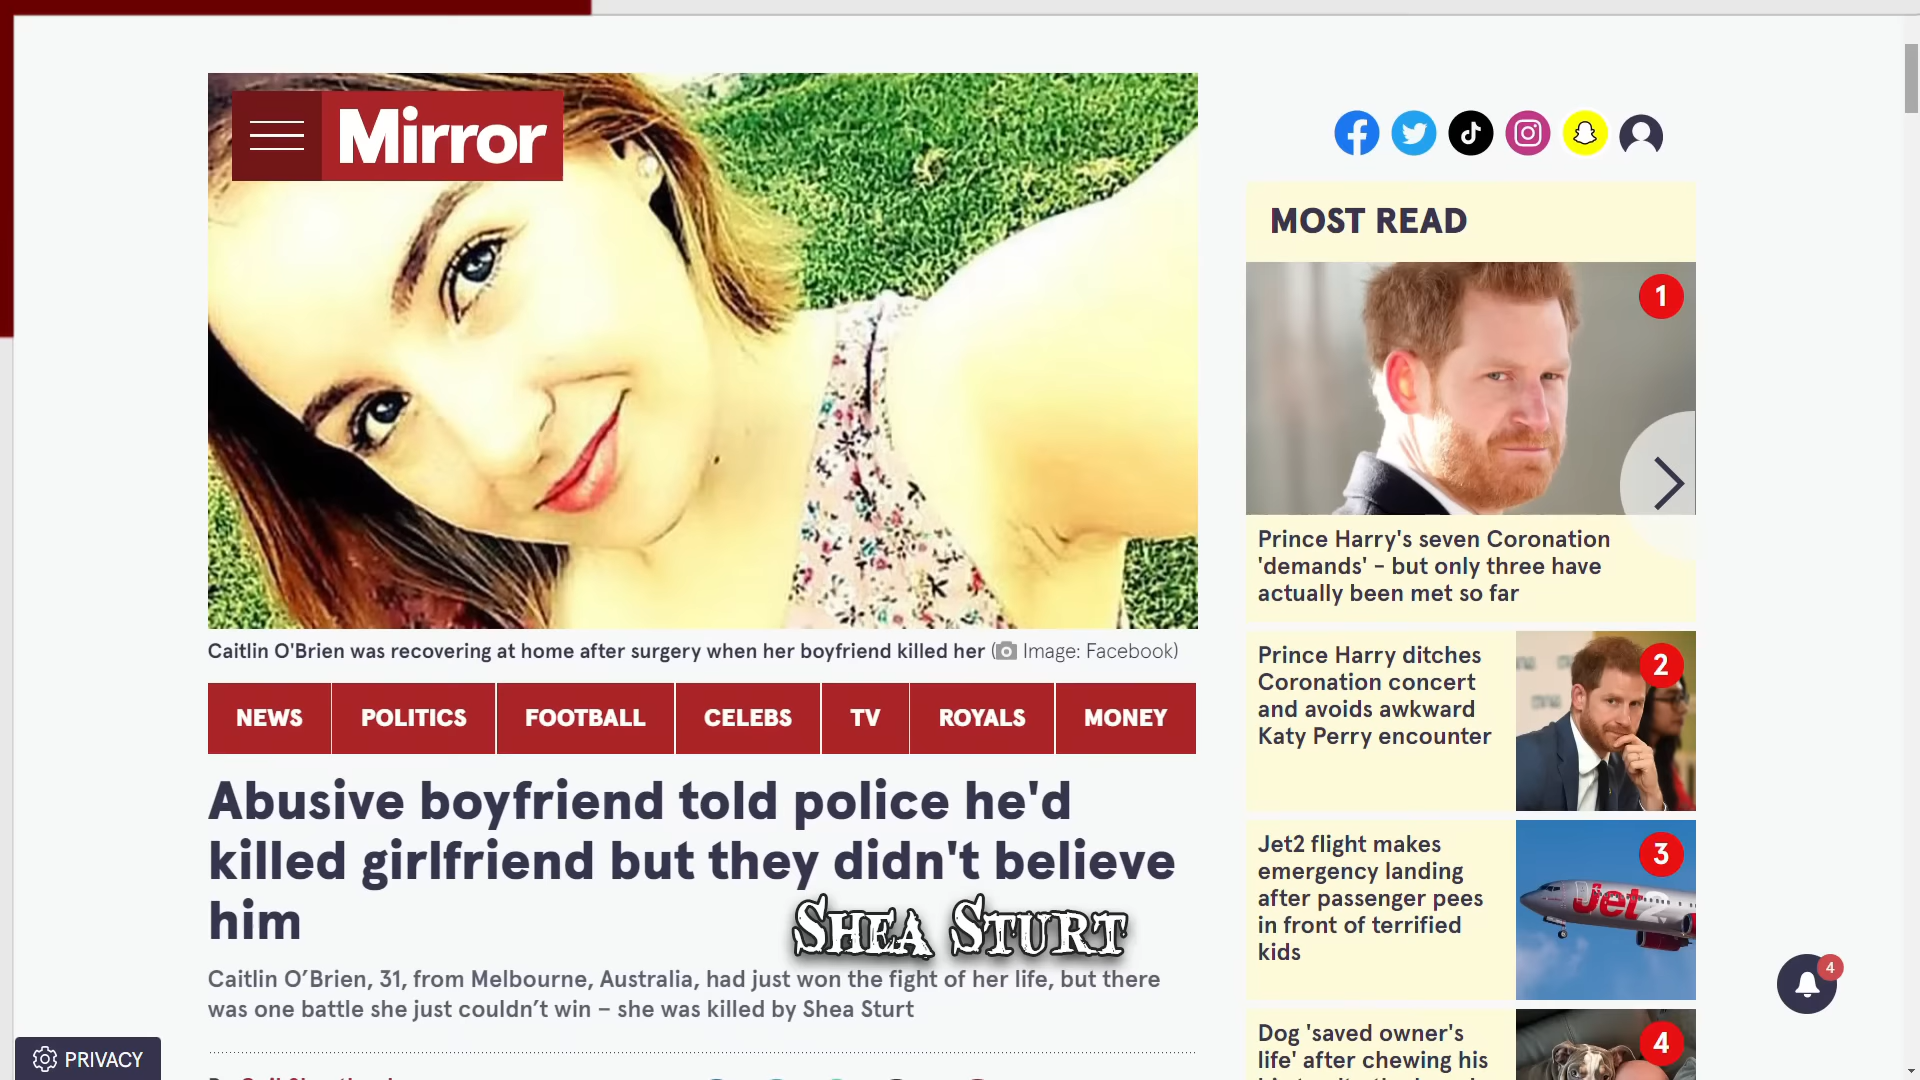 Mirror
Caitlin O'Brien was recovering at home after surgery when her boyfriend killed her (Image: Facebook)
NEWS
POLITICS
FOOTBALL
CELEBS
TV
ROYALS
MONEY
Abusive boyfriend told police he'd
killed girlfriend but they didn't believe
him
SHEA STURT
Caitlin O’Brien, 31, from Melbourne, Australia, had just won the fight of her life, but there
was one battle she just couldn’t win – she was killed by Shea Sturt
PRIVACY
MOST READ
1
Prince Harry's seven Coronation
'demands' - but only three have
actually been met so far
Prince Harry ditches
Coronation concert
and avoids awkward
Katy Perry encounter
2
Jet2 flight makes
emergency landing
after passenger pees
in front of terrified
kids
3
Jet2
Dog 'saved owner's
life' after chewing his
4
4